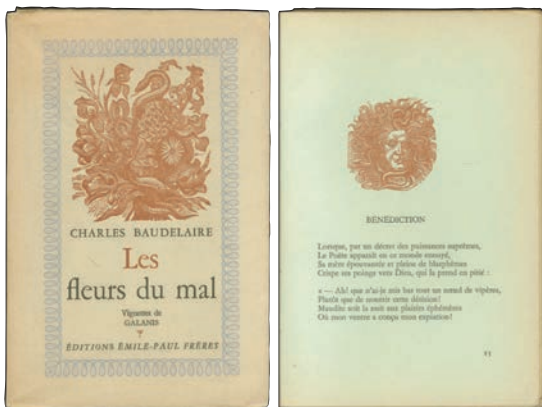 CHARLES BAUDELAIRE
Les
fleurs du mal
Vignettes de
GALANIS
7
ÉDITIONS ÉMILE-PAUL FRÈRES
BÉNÉDICTION
Lorsque, par un décret des puissances suprêmes,
Le Poète apparaît en ce monde ennuyé,
Sa mère épouvantée et pleine de blasphèmes
Crispe ses poings vers Dieu, qui la prend en pitié :
« — Ah! que n'ai-je mis bas tout un nœud de vipères,
Plutôt que de nourrir cette dérision!
Maudite soit la nuit aux plaisirs éphémères
Où mon ventre a conçu mon expiation!